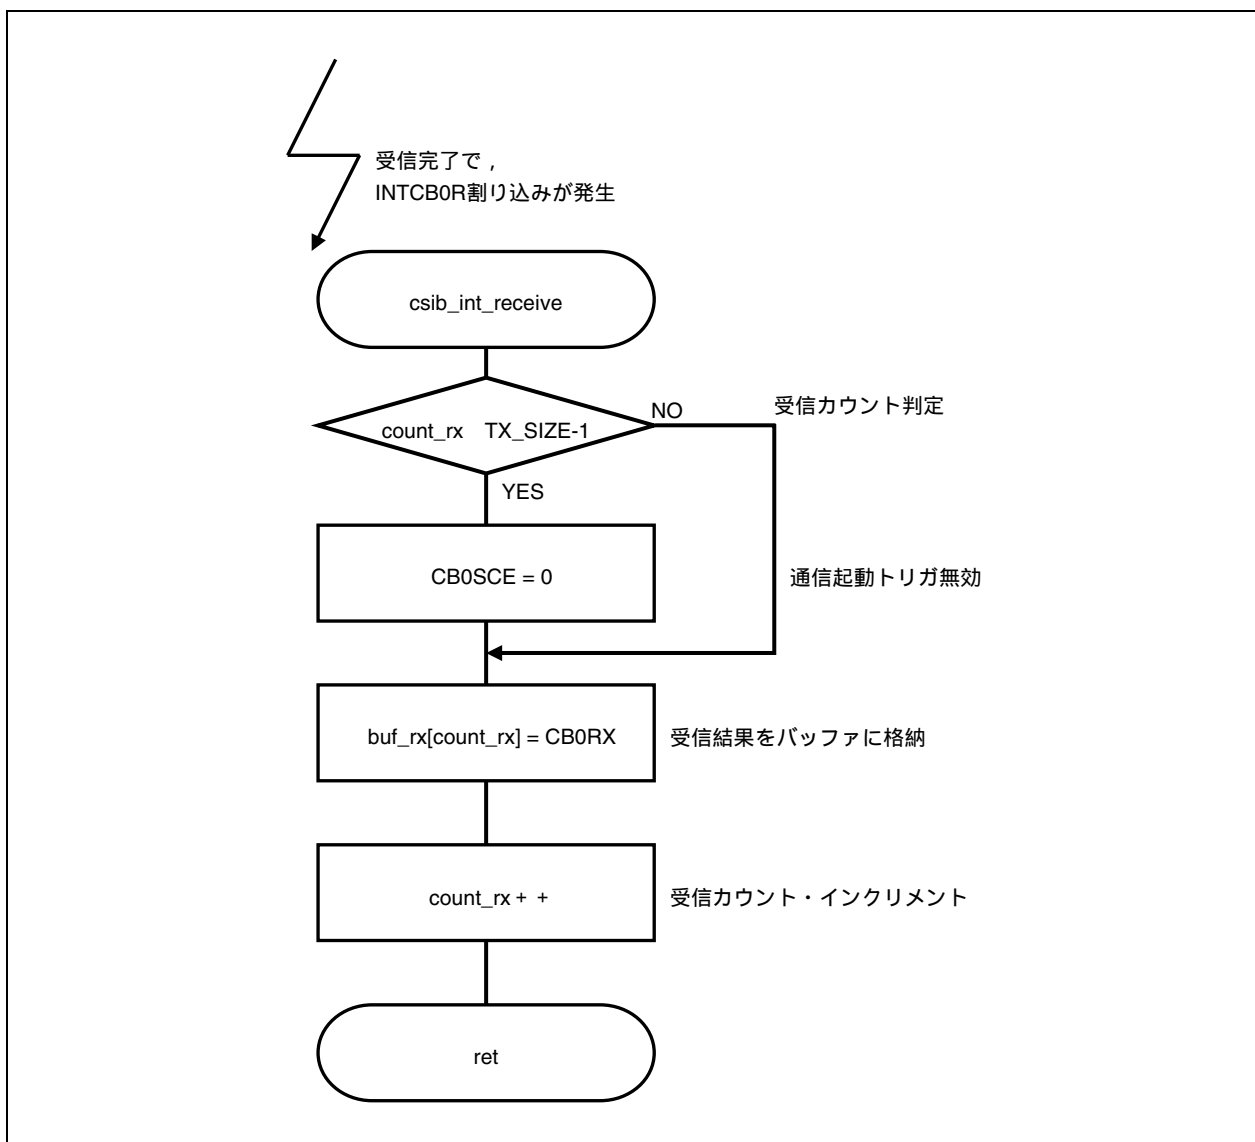 受信完了で，
INTCB0R割り込みが発生
csib_int_receive
NO
受信カウント判定
count_rx TX_SIZE-1
YES
CB0SCE = 0
通信起動トリガ無効
buf_rx[count_rx] = CB0RX
受信結果をバッファに格納
count_rx + +
受信カウント・インクリメント
ret